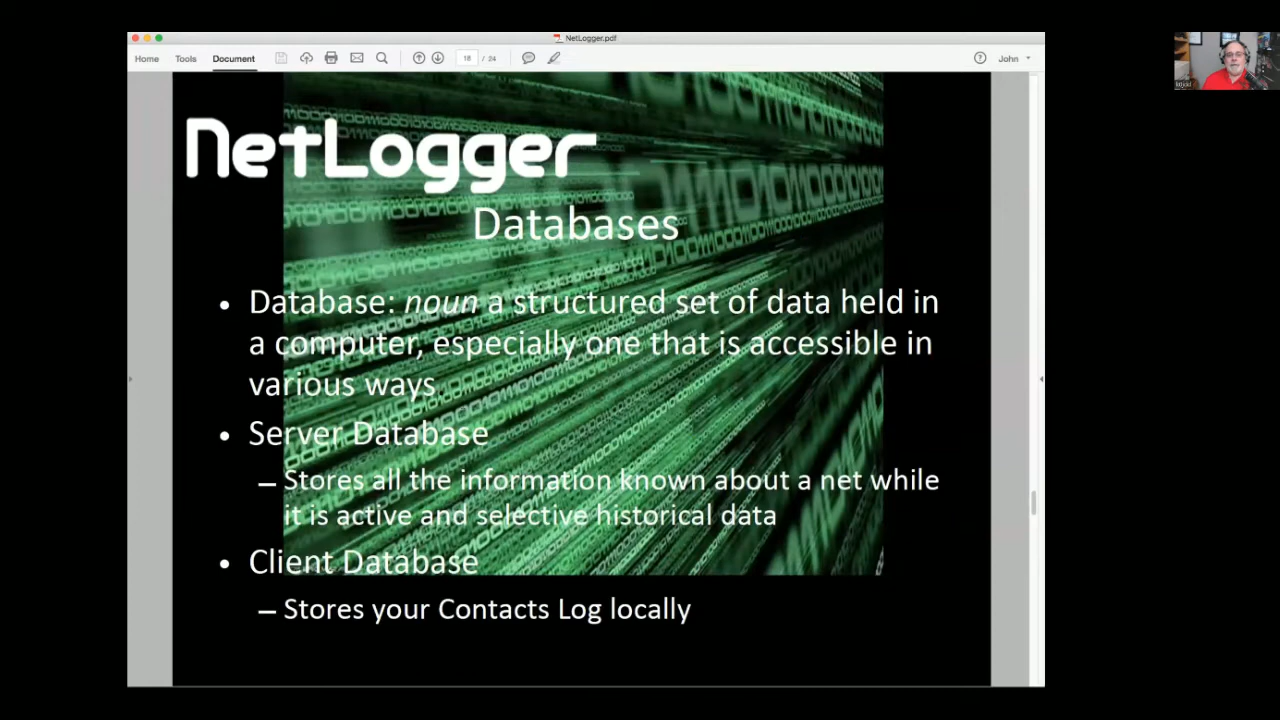 NetLogger.pdf
Home Tools Document 18 / 24 John
NetLogger
Databases
• Database: noun a structured set of data held in
a computer, especially one that is accessible in
various ways
• Server Database
– Stores all the information known about a net while
it is active and selective historical data
• Client Database
– Stores your Contacts Log locally